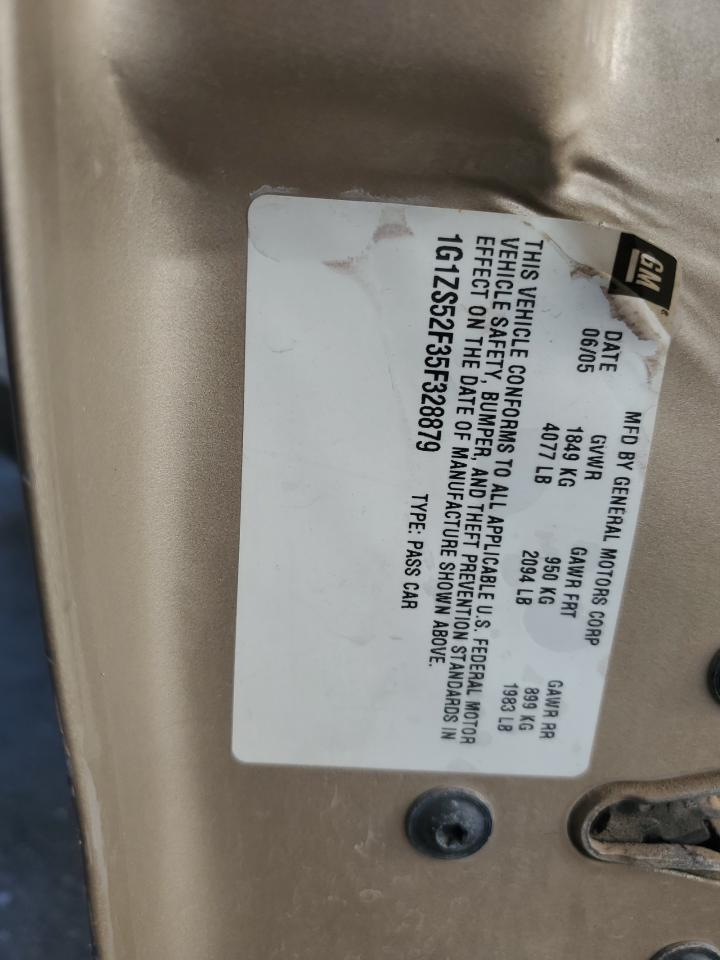 GM
MFD BY GENERAL MOTORS CORP
DATE GVWR GAWR FRT GAWR RR
06/05 1849 KG 950 KG 899 KG
4077 LB 2094 LB 1983 LB
THIS VEHICLE CONFORMS TO ALL APPLICABLE U.S. FEDERAL MOTOR
VEHICLE SAFETY, BUMPER, AND THEFT PREVENTION STANDARDS IN
EFFECT ON THE DATE OF MANUFACTURE SHOWN ABOVE.
1G1ZS52F35F328879 TYPE: PASS CAR